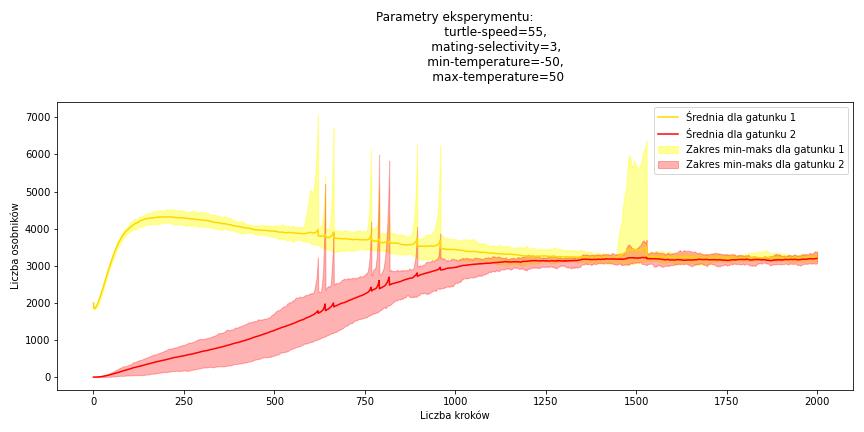 Parametry eksperymentu:
turtle-speed=55,
mating-selectivity=3,
min-temperature=-50,
max-temperature=50
7000
6000
5000
4000
3000
2000
1000
0
Liczba osobników
Średnia dla gatunku 1
Średnia dla gatunku 2
Zakres min-maks dla gatunku 1
Zakres min-maks dla gatunku 2
0 250 500 750 1000 1250 1500 1750 2000
Liczba kroków